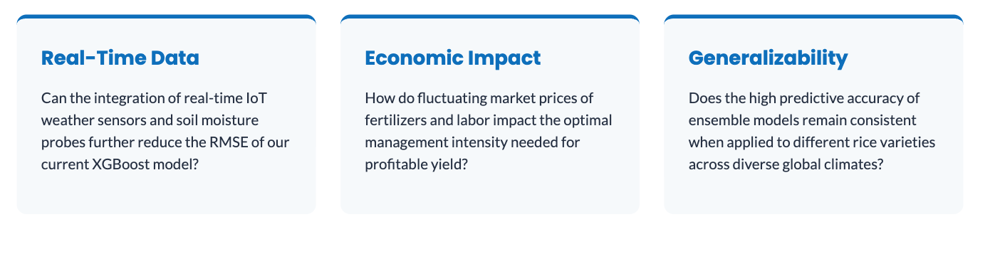 Real-Time Data
Can the integration of real-time IoT
weather sensors and soil moisture
probes further reduce the RMSE of our
current XGBoost model?
Economic Impact
How do fluctuating market prices of
fertilizers and labor impact the optimal
management intensity needed for
profitable yield?
Generalizability
Does the high predictive accuracy of
ensemble models remain consistent
when applied to different rice varieties
across diverse global climates?